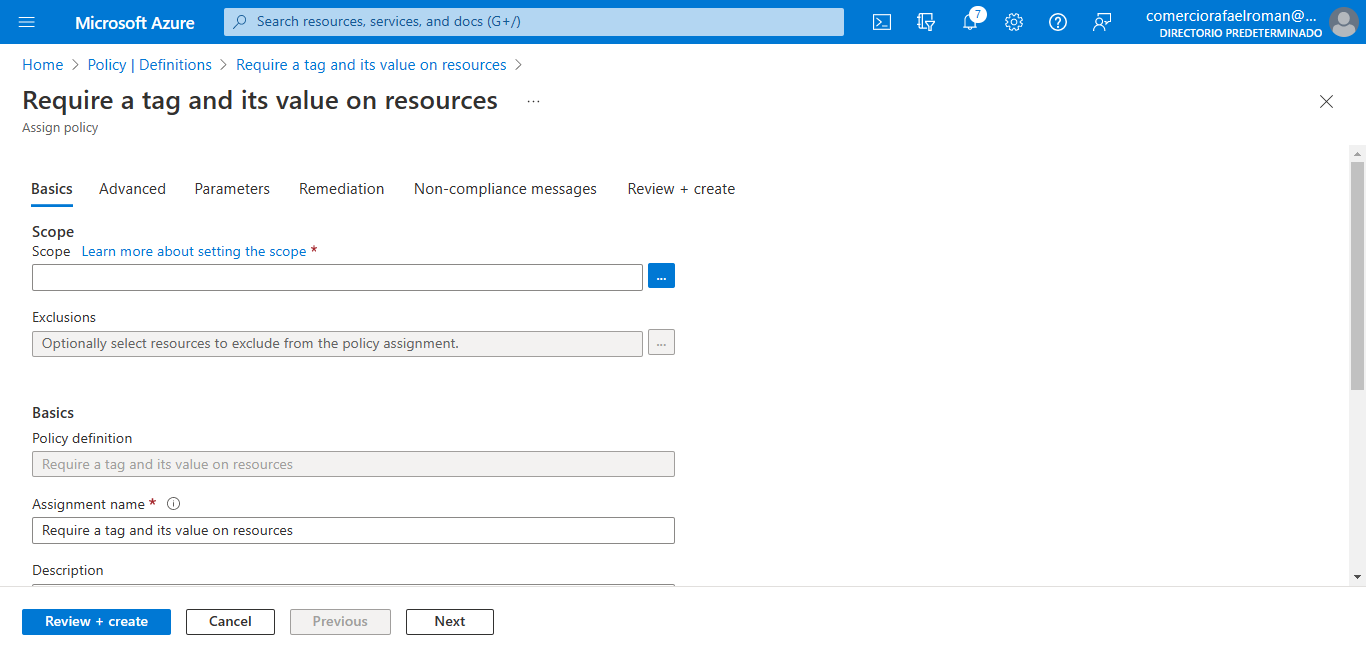 Microsoft Azure
Search resources, services, and docs (G+/)
7
comerciorafaelroman@...
DIRECTORIO PREDETERMINADO
Home > Policy | Definitions > Require a tag and its value on resources >
Require a tag and its value on resources ...
Assign policy
Basics Advanced Parameters Remediation Non-compliance messages Review + create
Scope
Scope Learn more about setting the scope *
...
Exclusions
Optionally select resources to exclude from the policy assignment.
...
Basics
Policy definition
Require a tag and its value on resources
Assignment name *
Require a tag and its value on resources
Description
Review + create Cancel Previous Next